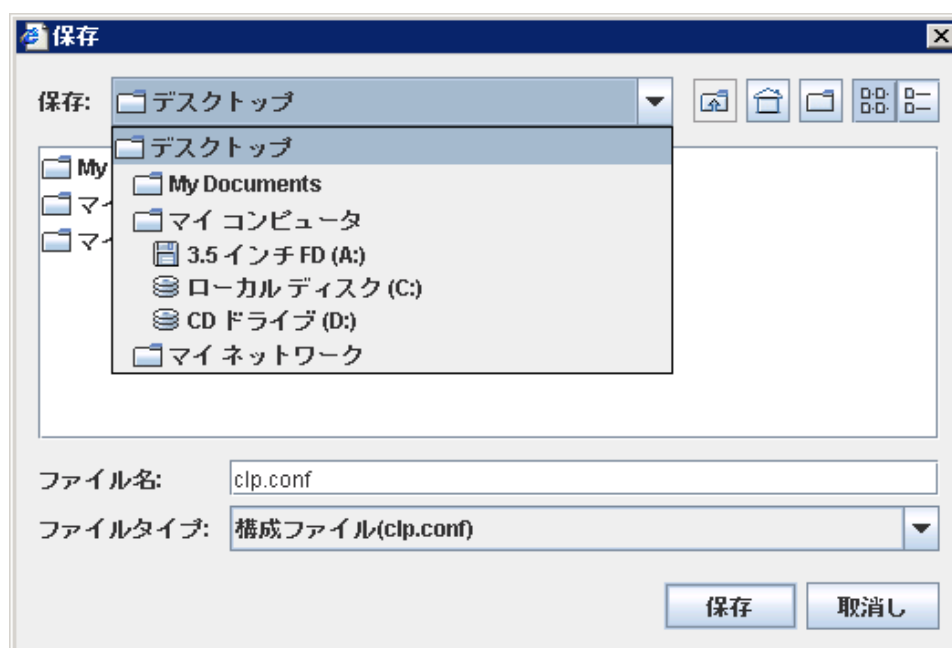 保存
保存: デスクトップ
デスクトップ
My Documents
マイ コンピュータ
3.5 インチ FD (A:)
ローカル ディスク (C:)
CD ドライブ (D:)
マイ ネットワーク
My
マイ
マイ
ファイル名: clp.conf
ファイルタイプ: 構成ファイル(clp.conf)
保存 取消し